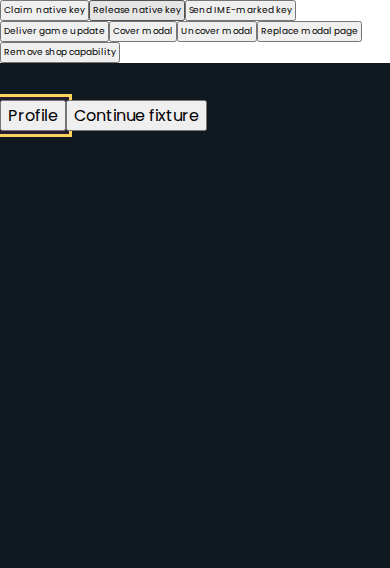 Claim native key Release native key Send IME-marked key
Deliver game update Cover modal Uncover modal Replace modal page
Remove shop capability
Profile Continue fixture